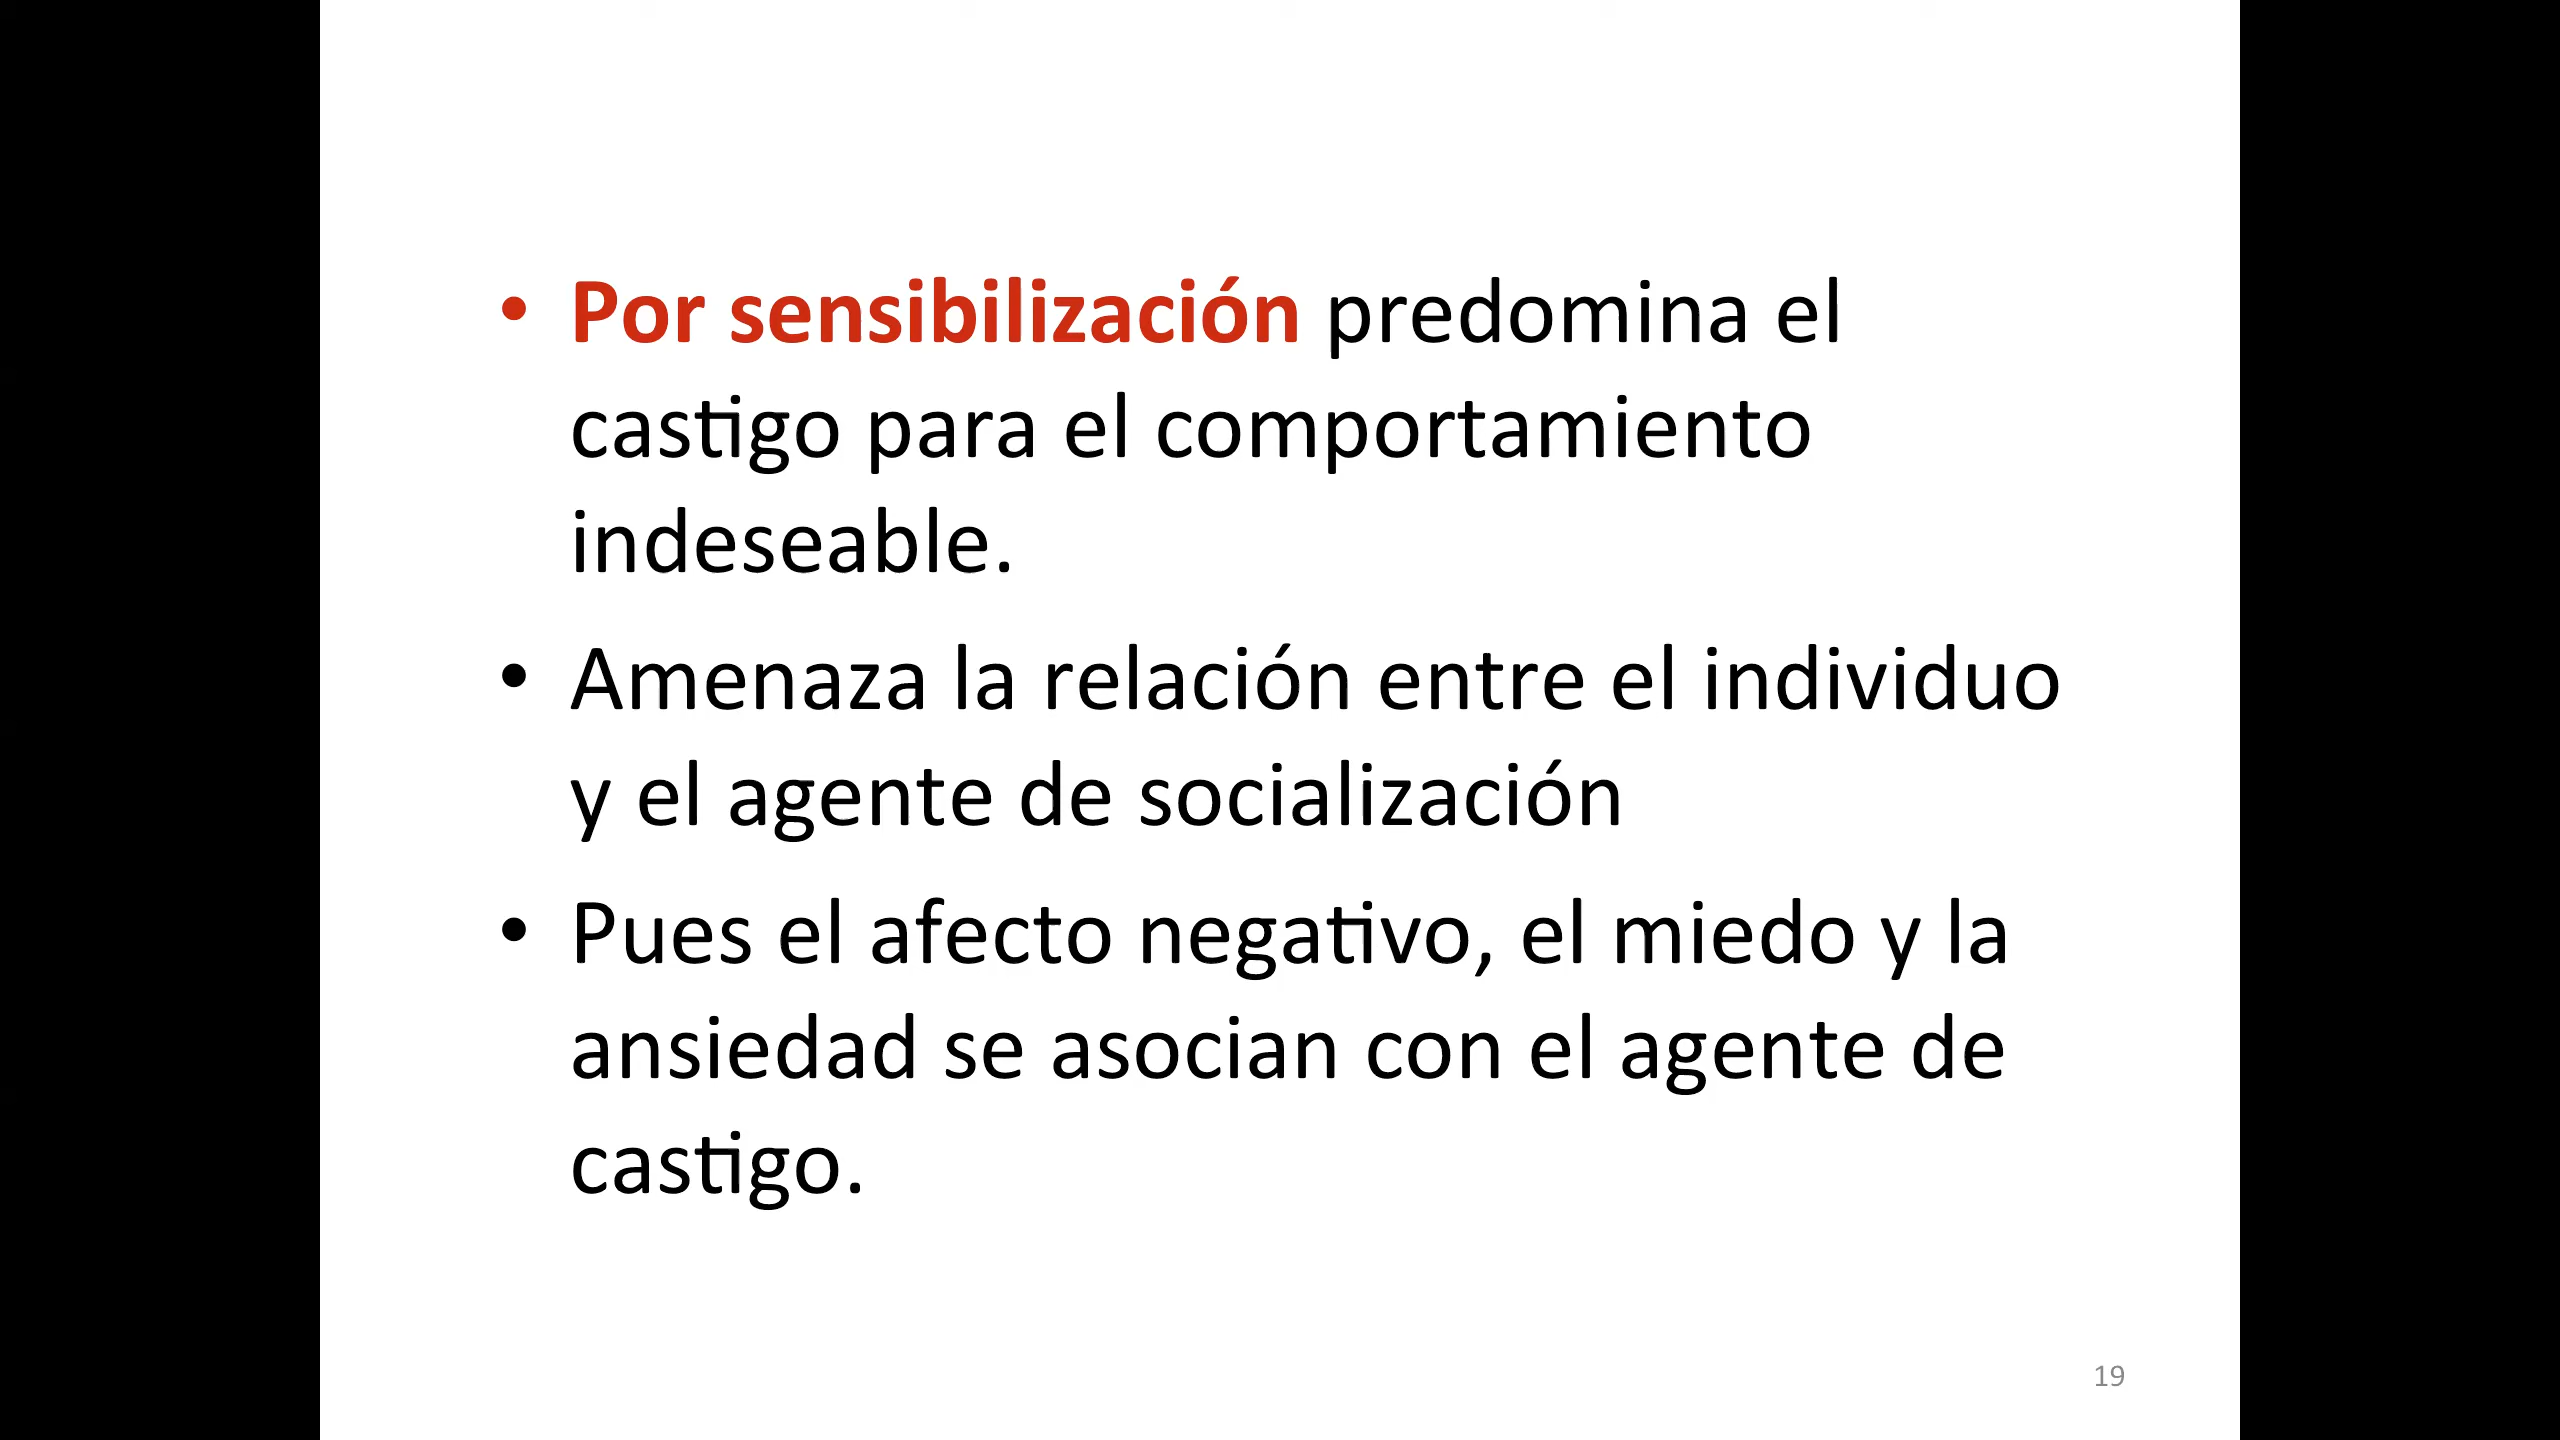 • Por sensibilización predomina el
castigo para el comportamiento
indeseable.
• Amenaza la relación entre el individuo
y el agente de socialización
• Pues el afecto negativo, el miedo y la
ansiedad se asocian con el agente de
castigo.
19